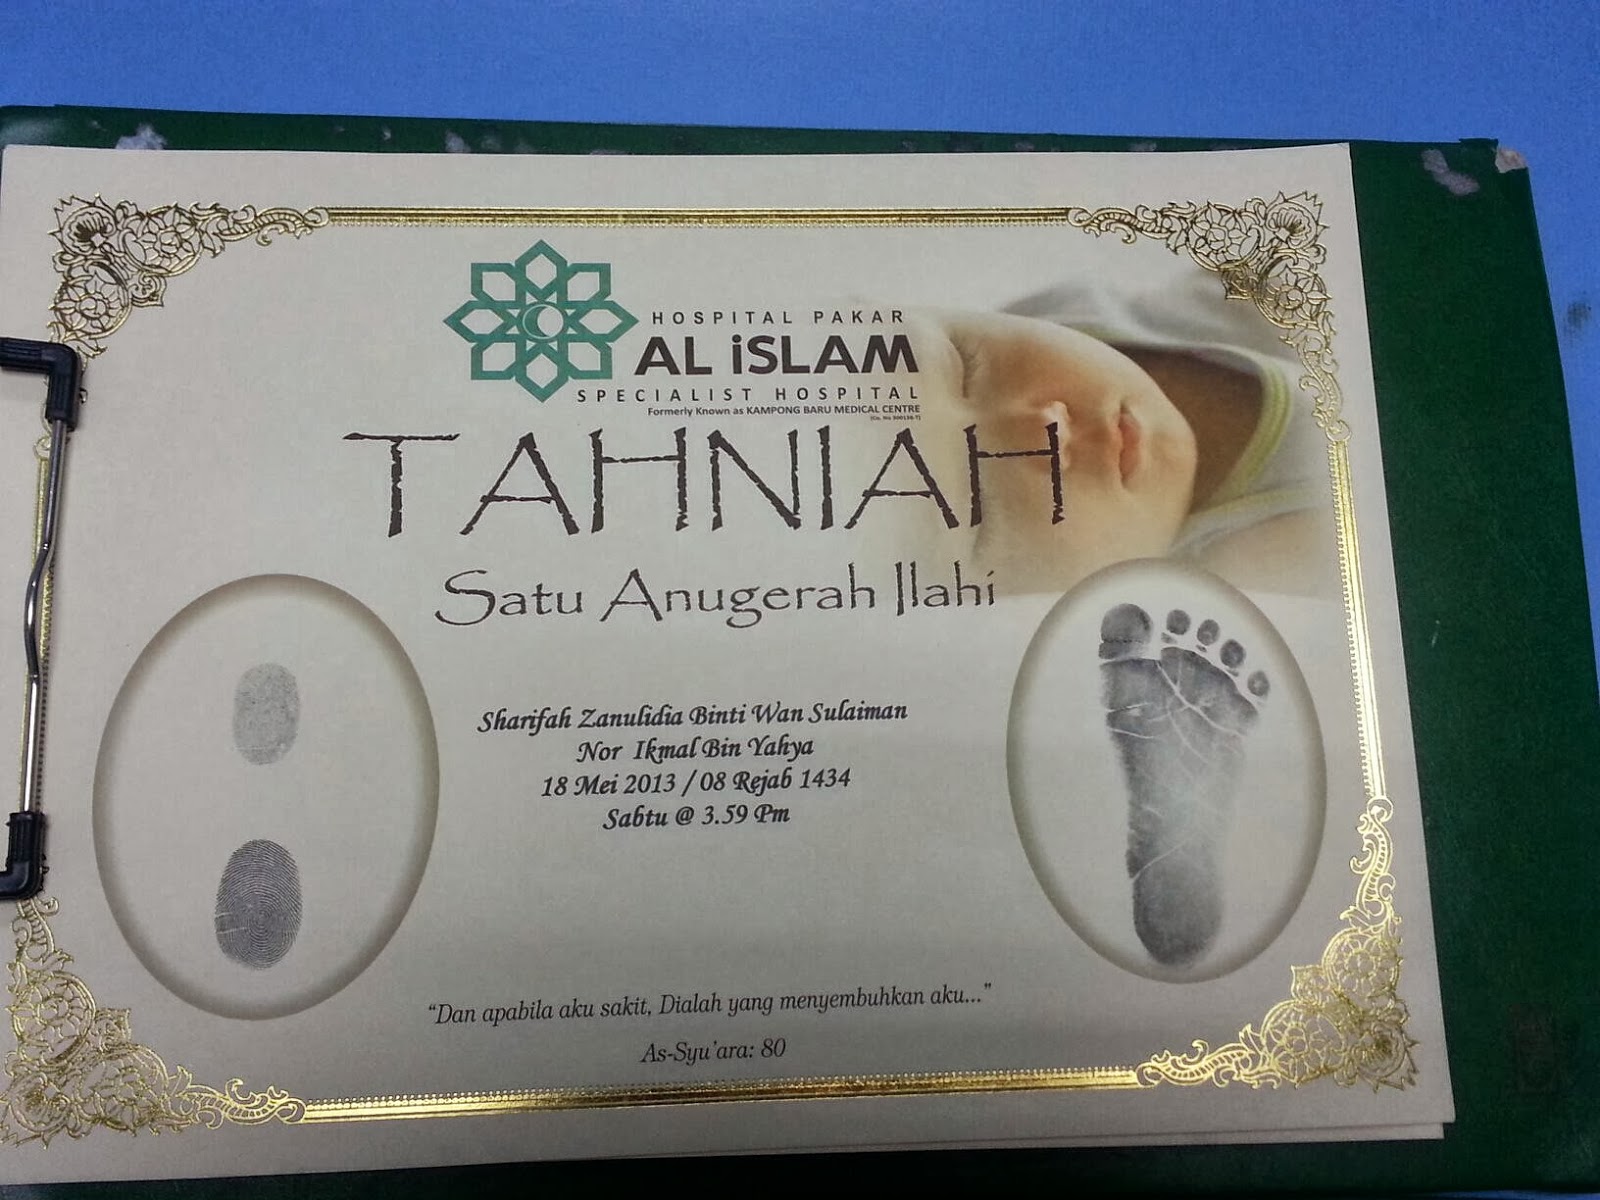 HOSPITAL PAKAR
AL iSLAM
SPECIALIST HOSPITAL
Formerly Known as KAMPONG BARU MEDICAL CENTRE
TAHNIAH
Satu Anugerah Ilahi
Sharifah Zanulidia Binti Wan Sulaiman
Nor Ikmal Bin Yahya
18 Mei 2013 / 08 Rejab 1434
Sabtu @ 3.59 Pm
“Dan apabila aku sakit, Dialah yang menyembuhkan aku...”
As-Syu’ara: 80